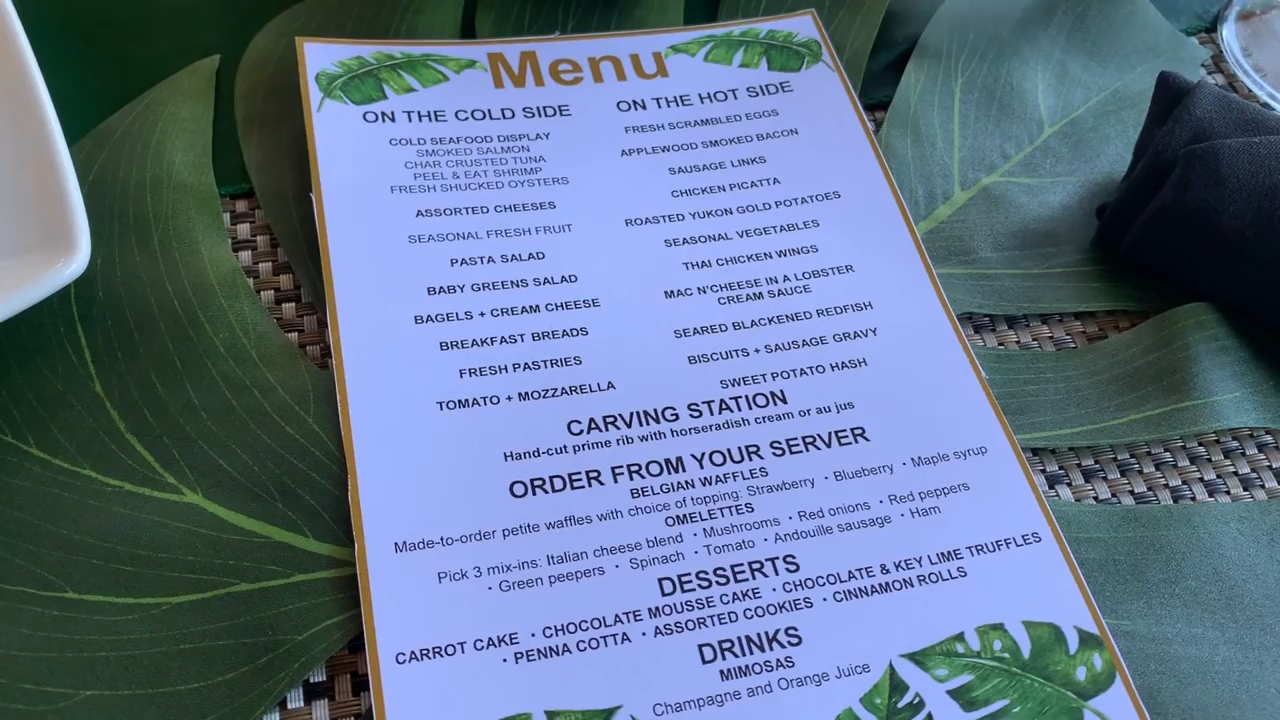 Menu
ON THE COLD SIDE
COLD SEAFOOD DISPLAY
SMOKED SALMON
CHAR CRUSTED TUNA
PEEL & EAT SHRIMP
FRESH SHUCKED OYSTERS
ASSORTED CHEESES
SEASONAL FRESH FRUIT
PASTA SALAD
BABY GREENS SALAD
BAGELS + CREAM CHEESE
BREAKFAST BREADS
FRESH PASTRIES
TOMATO + MOZZARELLA
ON THE HOT SIDE
FRESH SCRAMBLED EGGS
APPLEWOOD SMOKED BACON
SAUSAGE LINKS
CHICKEN PICATTA
ROASTED YUKON GOLD POTATOES
SEASONAL VEGETABLES
THAI CHICKEN WINGS
MAC N'CHEESE IN A LOBSTER
CREAM SAUCE
SEARED BLACKENED REDFISH
BISCUITS + SAUSAGE GRAVY
SWEET POTATO HASH
CARVING STATION
Hand-cut prime rib with horseradish cream or au jus
ORDER FROM YOUR SERVER
BELGIAN WAFFLES
Made-to-order petite waffles with choice of topping: Strawberry • Blueberry • Maple syrup
OMELETTES
Pick 3 mix-ins: Italian cheese blend • Mushrooms • Red onions • Red peppers
• Green peepers • Spinach • Tomato • Andouille sausage • Ham
DESSERTS
CARROT CAKE • CHOCOLATE MOUSSE CAKE • CHOCOLATE & KEY LIME TRUFFLES
• PENNA COTTA • ASSORTED COOKIES • CINNAMON ROLLS
DRINKS
MIMOSAS
Champagne and Orange Juice